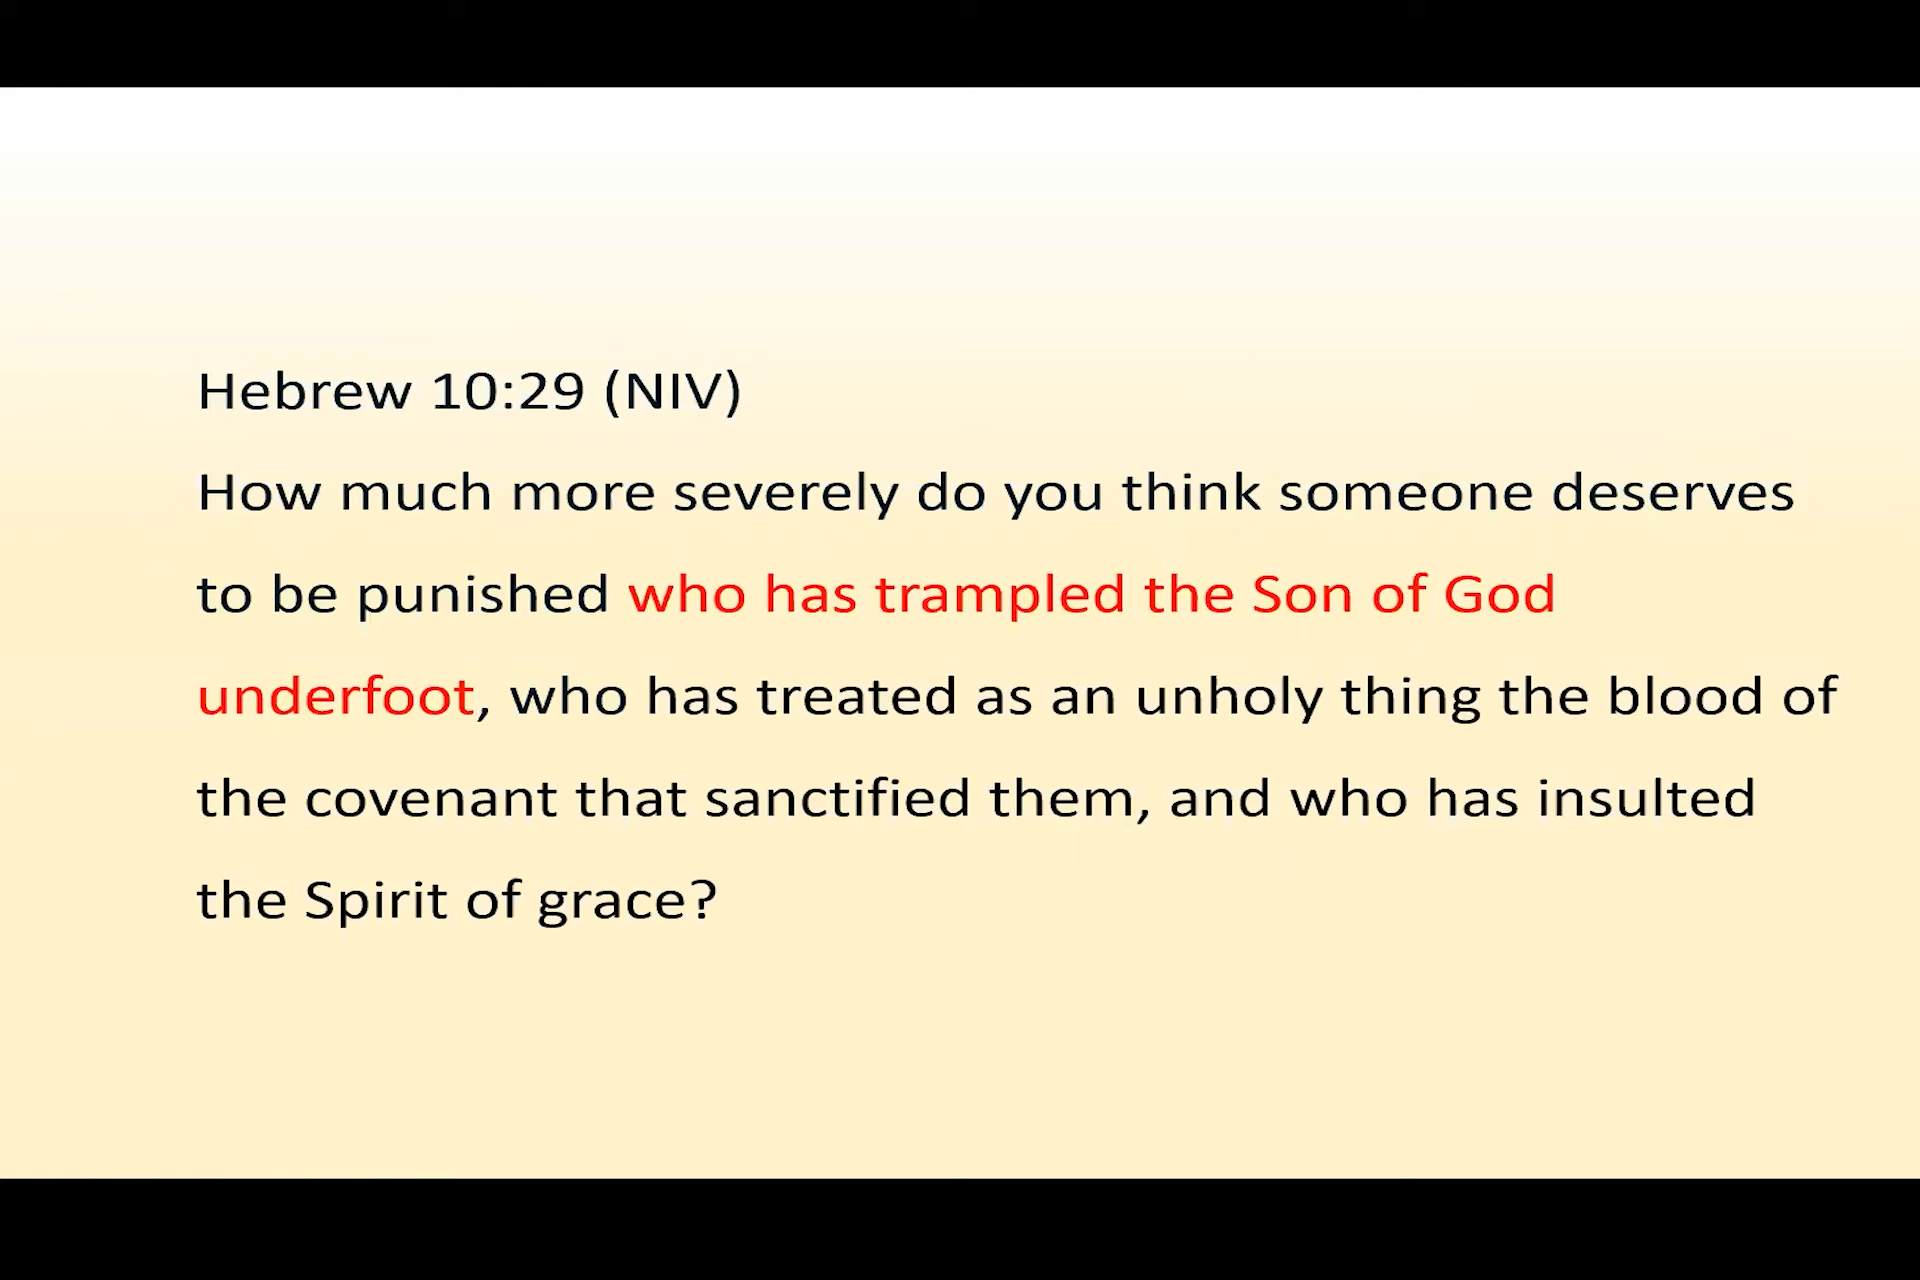 Hebrew 10:29 (NIV)
How much more severely do you think someone deserves
to be punished who has trampled the Son of God
underfoot, who has treated as an unholy thing the blood of
the covenant that sanctified them, and who has insulted
the Spirit of grace?